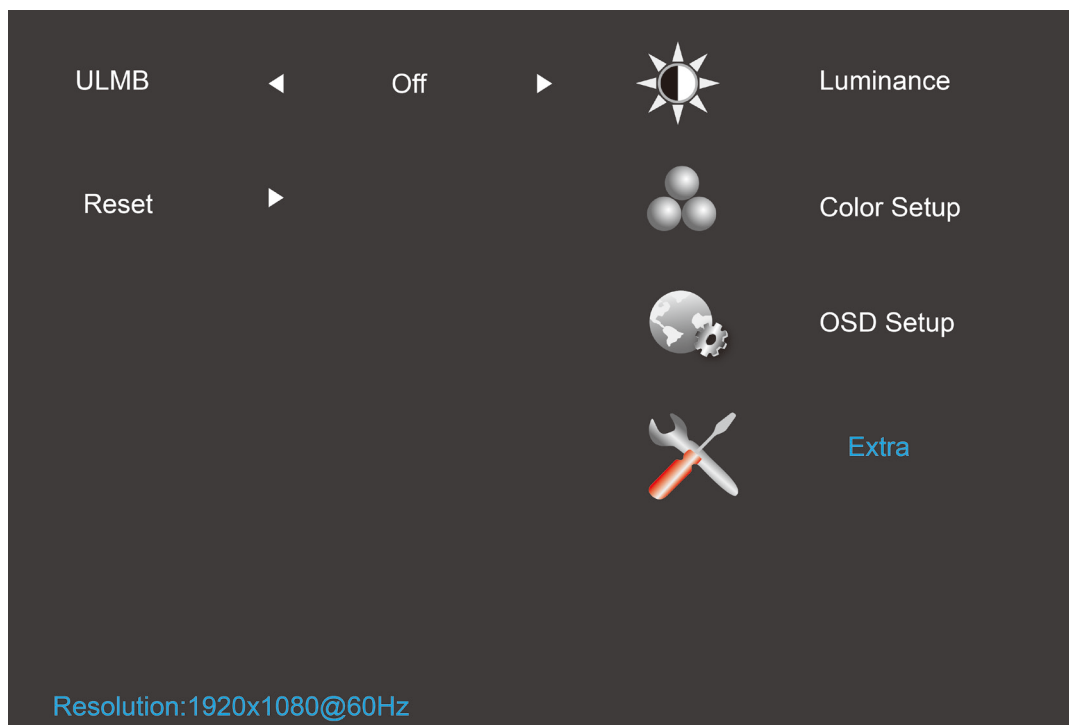 ULMB Off Luminance
Reset Color Setup
OSD Setup
Extra
Resolution:1920x1080@60Hz